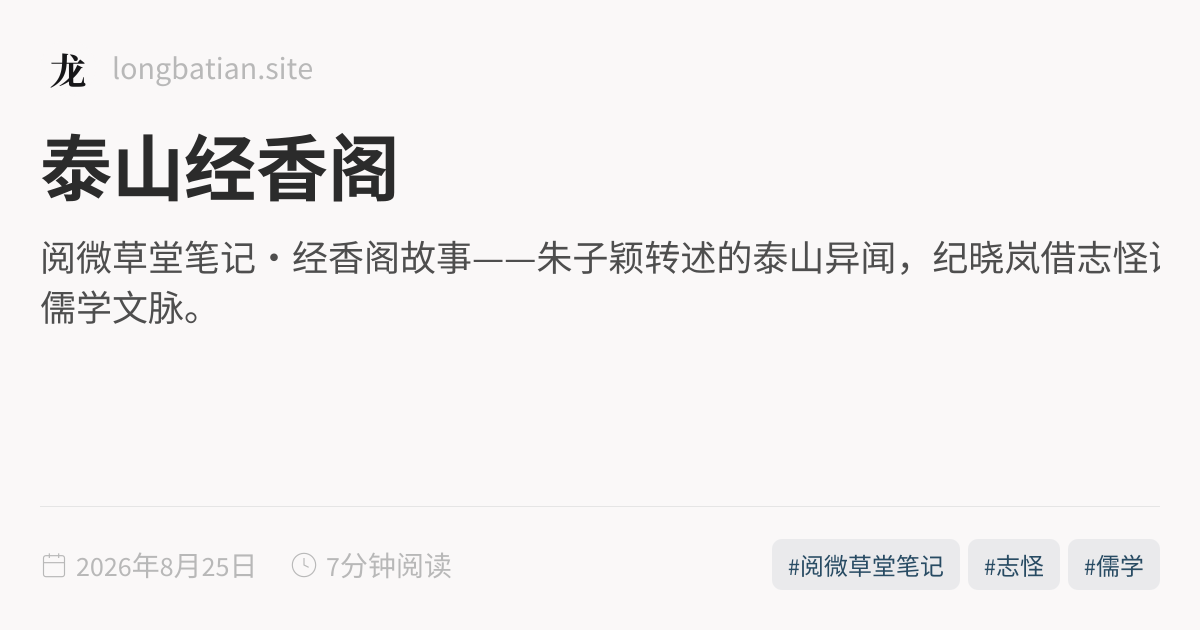 龙 longbatian.site
泰山经香阁
阅微草堂笔记・经香阁故事——朱子颖转述的泰山异闻，纪晓岚借志怪
儒学文脉。
2026年8月25日 7分钟阅读 #阅微草堂笔记 #志怪 #儒学